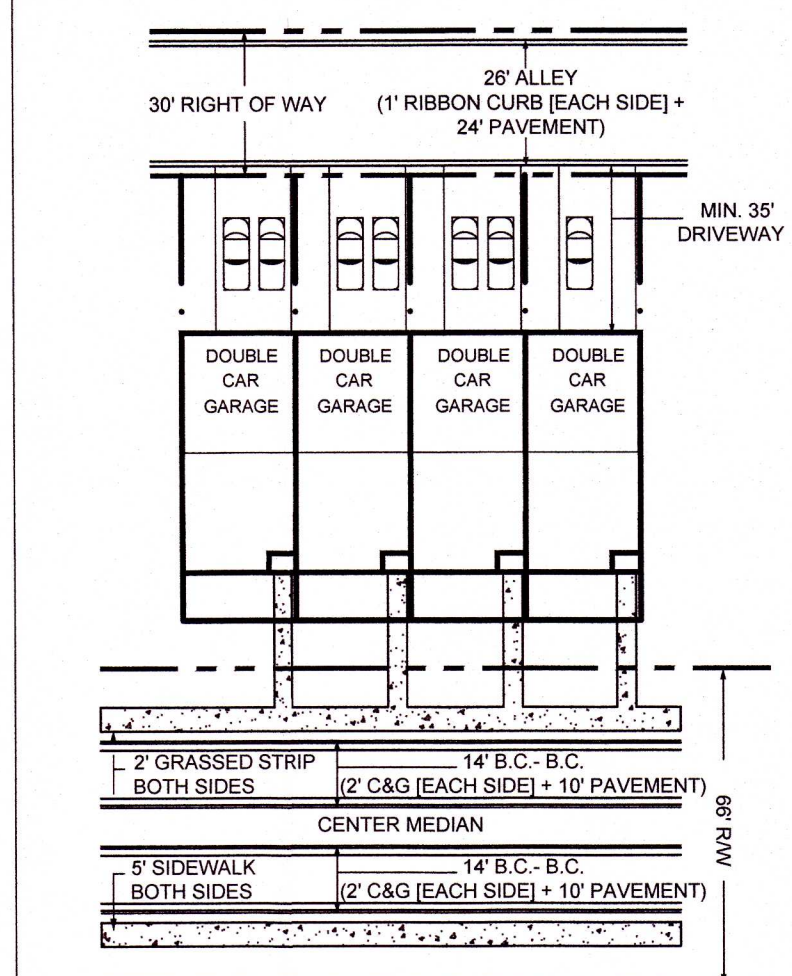 30' RIGHT OF WAY
26' ALLEY
(1' RIBBON CURB [EACH SIDE] +
24' PAVEMENT)
MIN. 35'
DRIVEWAY
DOUBLE
CAR
GARAGE
DOUBLE
CAR
GARAGE
DOUBLE
CAR
GARAGE
DOUBLE
CAR
GARAGE
2' GRASSED STRIP
BOTH SIDES
14' B.C.- B.C.
(2' C&G [EACH SIDE] + 10' PAVEMENT)
CENTER MEDIAN
66' R/W
5' SIDEWALK
BOTH SIDES
14' B.C.- B.C.
(2' C&G [EACH SIDE] + 10' PAVEMENT)